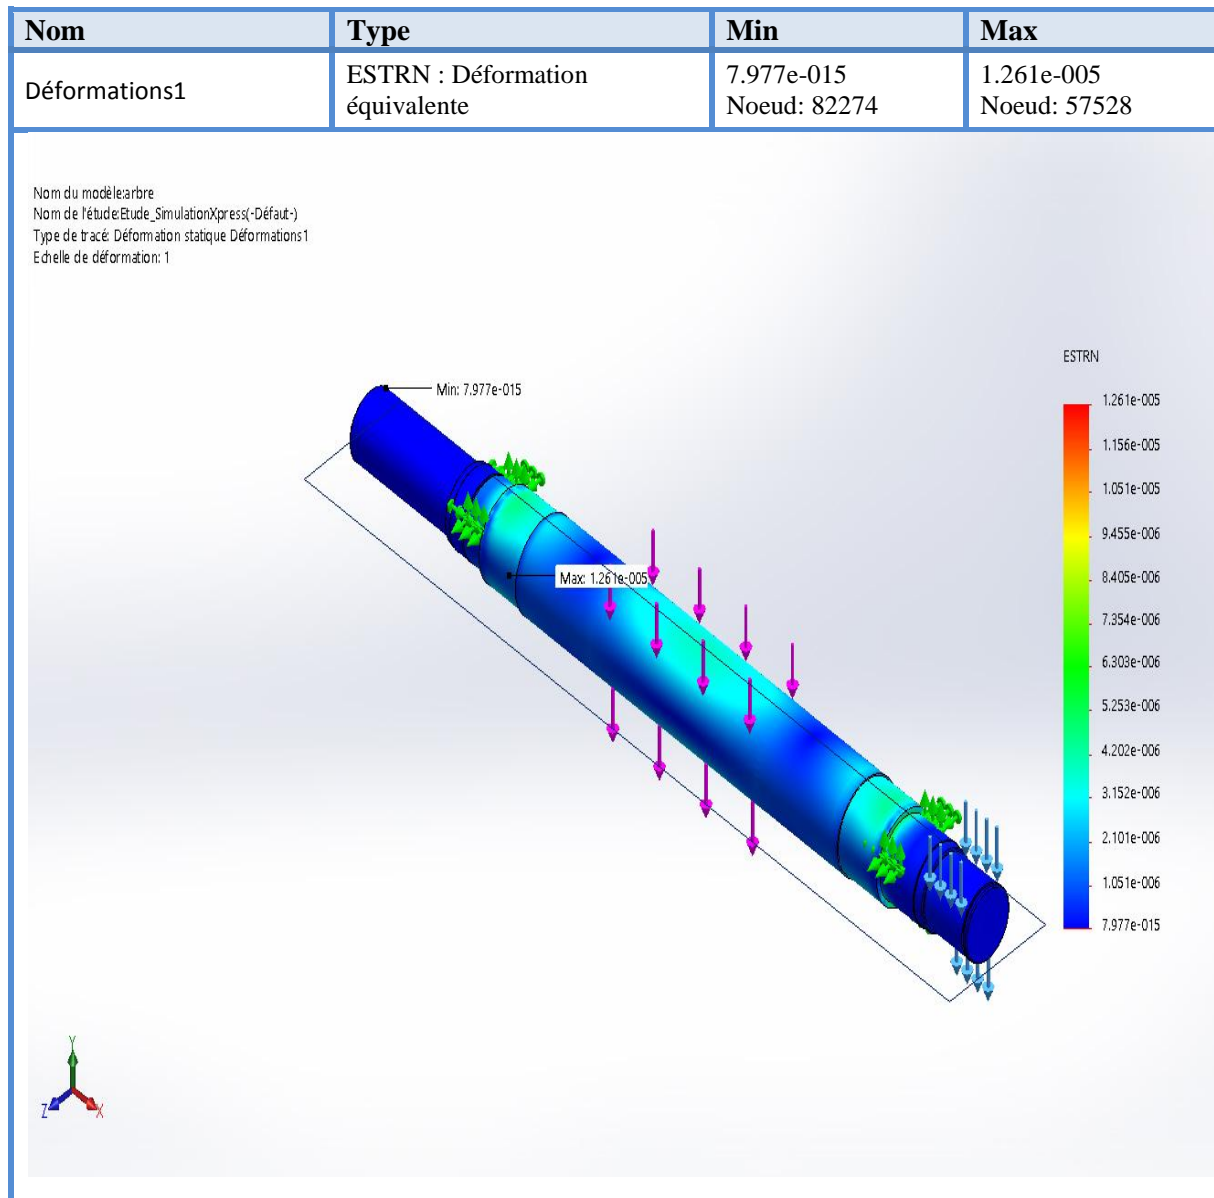 Nom Type Min Max
Déformations1 ESTRN : Déformation équivalente 7.977e-015 Noeud: 82274 1.261e-005 Noeud: 57528
Nom du modèle:arbre
Nom de l'étude:Etude_SimulationXpress(-Défaut-)
Type de tracé: Déformation statique Déformations1
Echelle de déformation: 1
ESTRN
Min: 7.977e-015
Max: 1.261e-005
1.261e-005
1.156e-005
1.051e-005
9.455e-006
8.405e-006
7.354e-006
6.303e-006
5.253e-006
4.202e-006
3.152e-006
2.101e-006
1.051e-006
7.977e-015
Y
Z
X